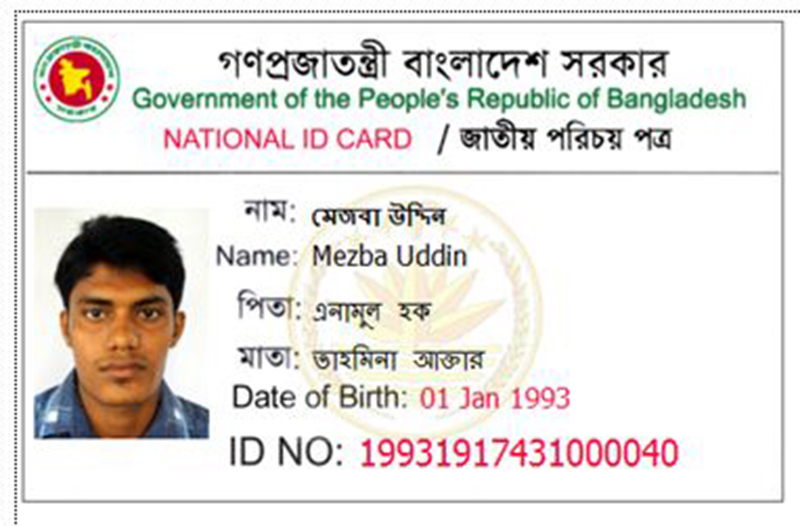 গণপ্রজাতন্ত্রী বাংলাদেশ সরকার
Government of the People's Republic of Bangladesh
NATIONAL ID CARD / জাতীয় পরিচয় পত্র
নাম: মেজবা উদ্দিন
Name: Mezba Uddin
পিতা: এনামুল হক
মাতা: তাহমিনা আক্তার
Date of Birth: 01 Jan 1993
ID NO: 19931917431000040